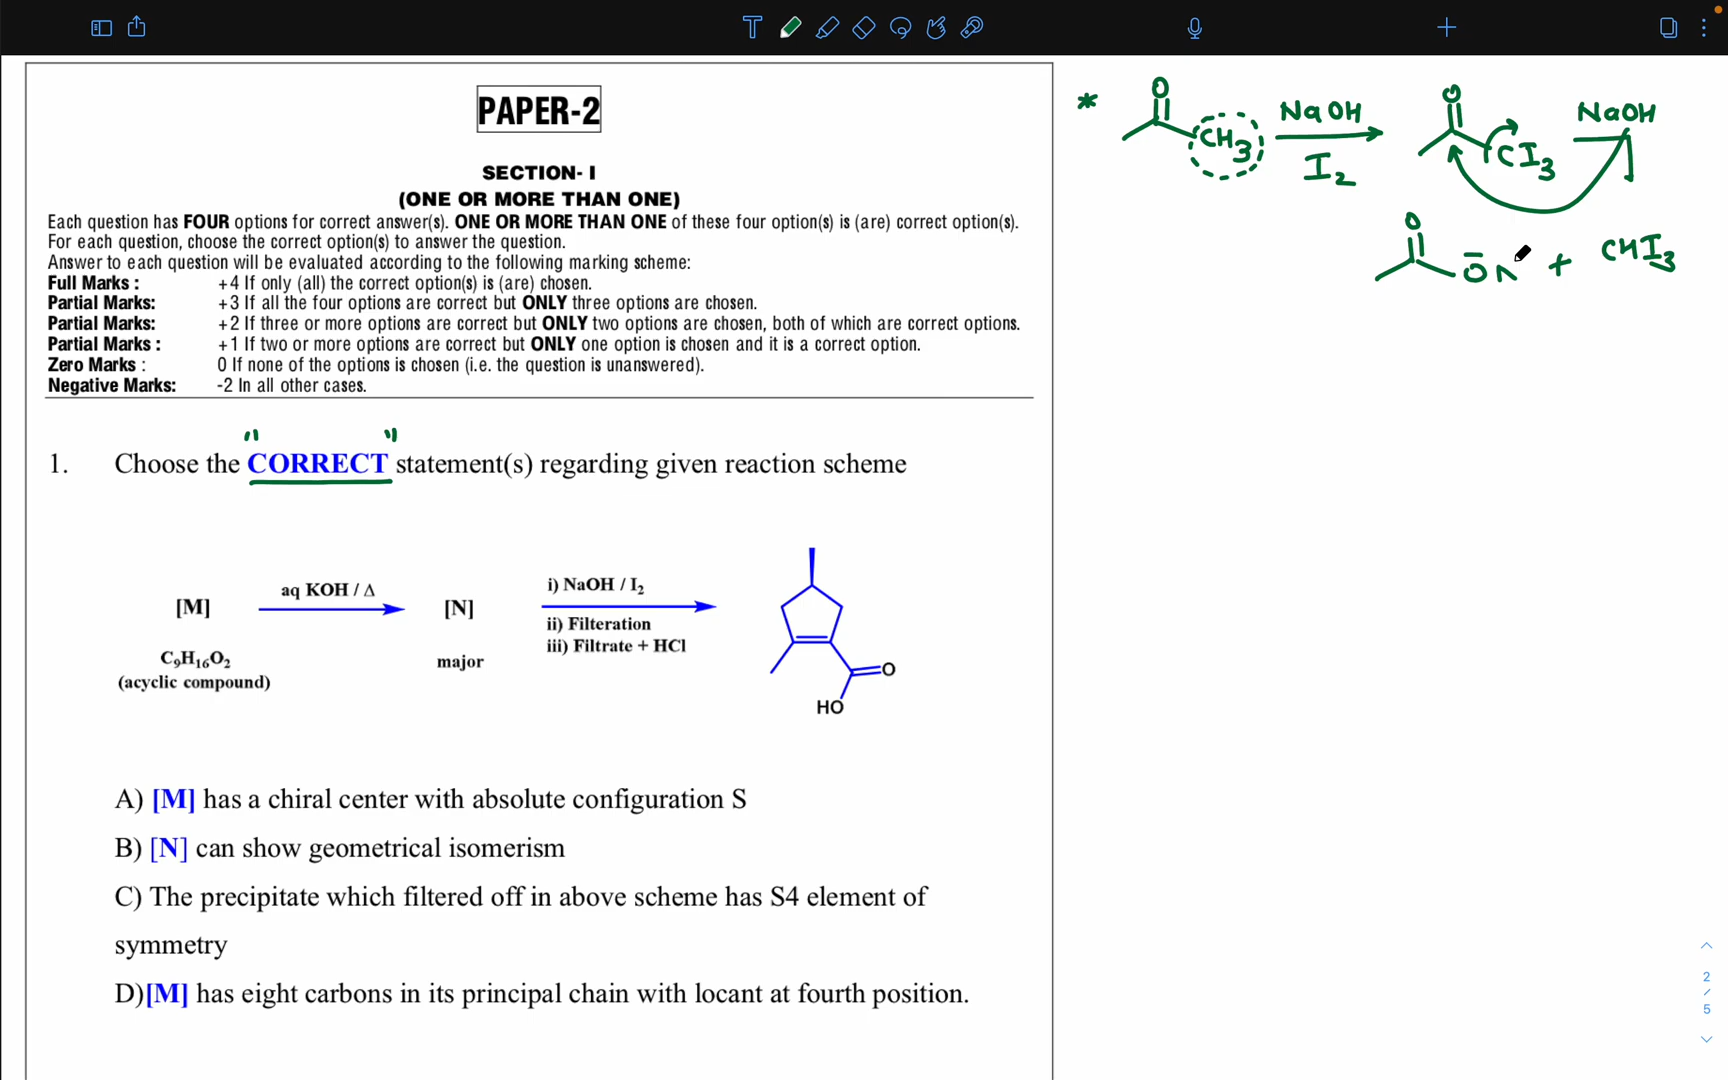 PAPER-2
SECTION- I
(ONE OR MORE THAN ONE)
Each question has FOUR options for correct answer(s). ONE OR MORE THAN ONE of these four option(s) is (are) correct option(s).
For each question, choose the correct option(s) to answer the question.
Answer to each question will be evaluated according to the following marking scheme:
Full Marks : +4 If only (all) the correct option(s) is (are) chosen.
Partial Marks: +3 If all the four options are correct but ONLY three options are chosen.
Partial Marks: +2 If three or more options are correct but ONLY two options are chosen, both of which are correct options.
Partial Marks : +1 If two or more options are correct but ONLY one option is chosen and it is a correct option.
Zero Marks : 0 If none of the options is chosen (i.e. the question is unanswered).
Negative Marks: -2 In all other cases.
" "
1. Choose the CORRECT statement(s) regarding given reaction scheme
[M] aq KOH / Δ [N] i) NaOH / I₂
ii) Filteration
iii) Filtrate + HCl
C₉H₁₆O₂
(acyclic compound)
major
O
HO
A) [M] has a chiral center with absolute configuration S
B) [N] can show geometrical isomerism
C) The precipitate which filtered off in above scheme has S4 element of
symmetry
D)[M] has eight carbons in its principal chain with locant at fourth position.
* O CH₃ NaOH I₂ O CI₃ NaOH
O ŌN + CHI₃
2
/
5